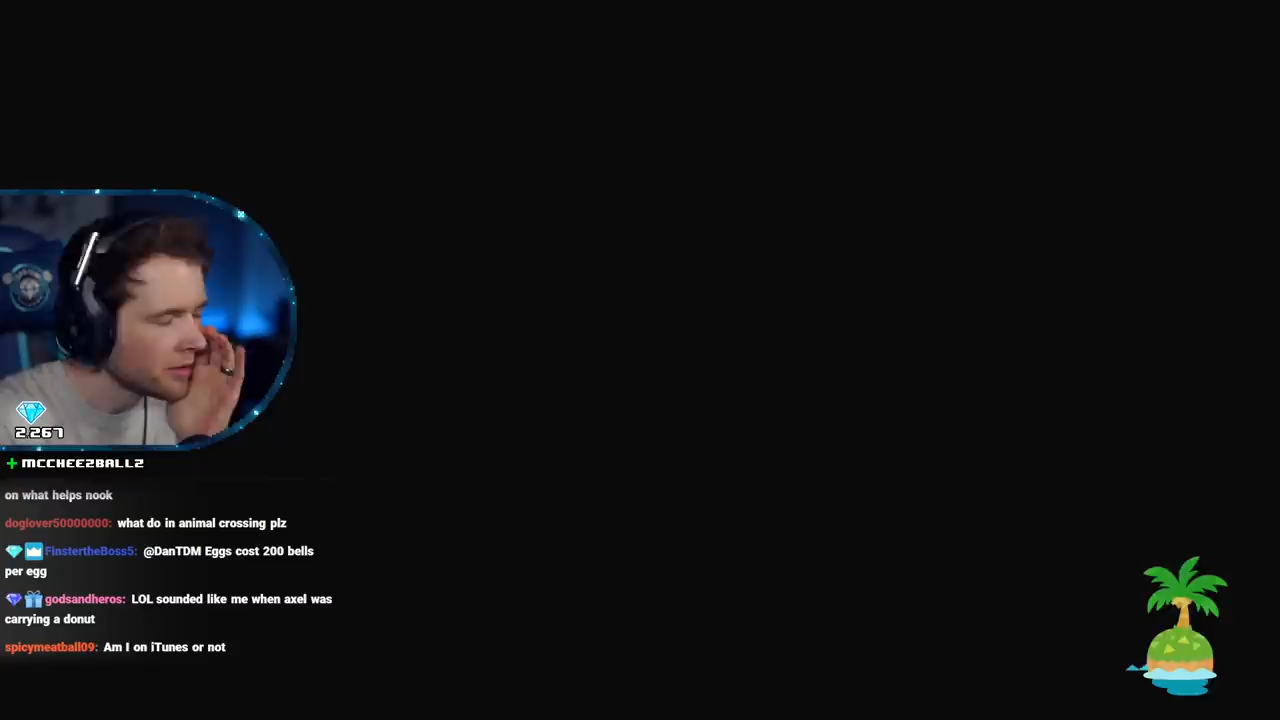 2,267
+ MCCHEEZBALLZ
on what helps nook
doglover50000000: what do in animal crossing plz
FinstertheBoss5: @DanTDM Eggs cost 200 bells
per egg
godsandheros: LOL sounded like me when axel was
carrying a donut
spicymeatball09: Am I on iTunes or not